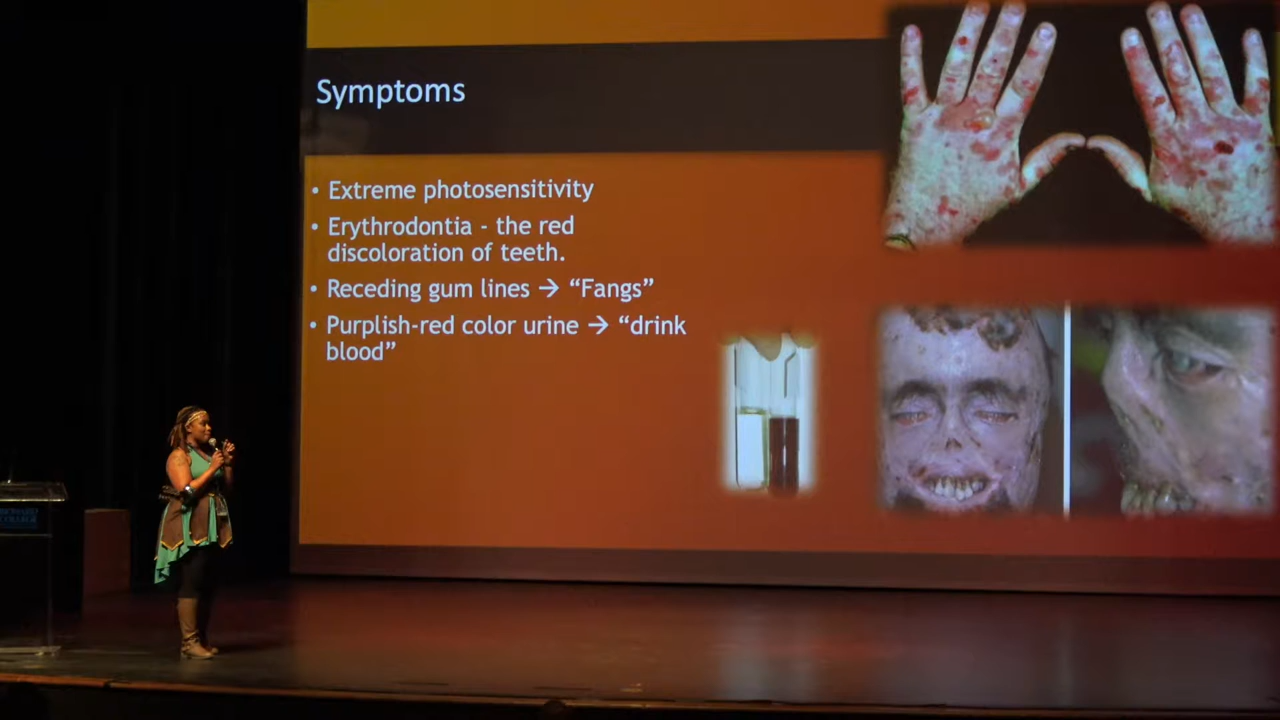 Symptoms
• Extreme photosensitivity
• Erythrodontia - the red
discoloration of teeth.
• Receding gum lines → “Fangs”
• Purplish-red color urine → “drink
blood”